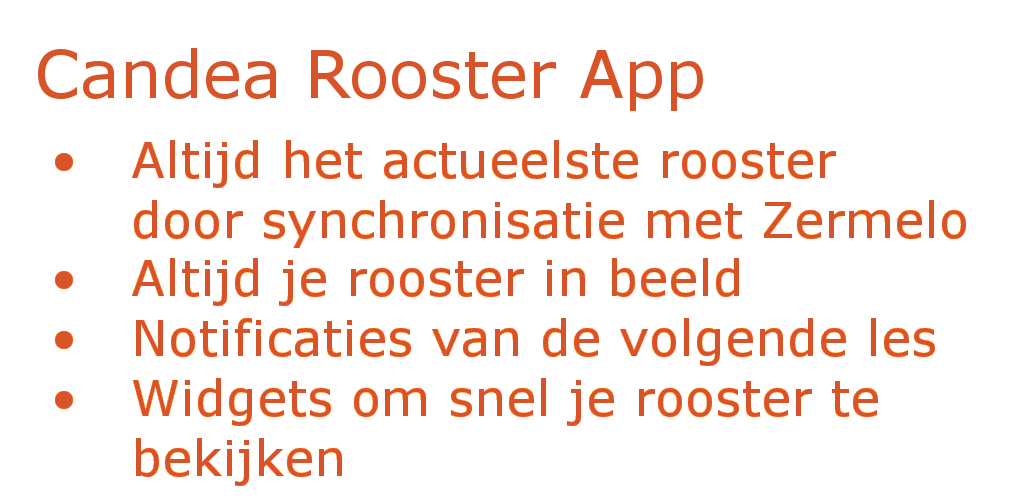 Candea Rooster App
• Altijd het actueelste rooster
door synchronisatie met Zermelo
• Altijd je rooster in beeld
• Notificaties van de volgende les
• Widgets om snel je rooster te
bekijken